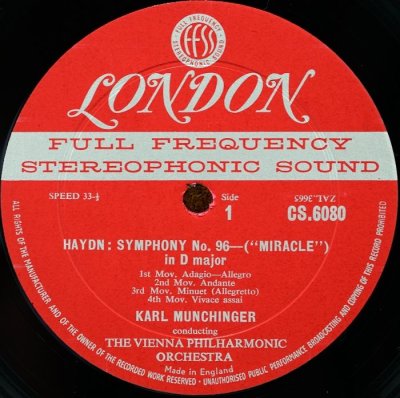 FULL FREQUENCY
FFSS
STEREOPHONIC SOUND
LONDON
FULL FREQUENCY
STEREOPHONIC SOUND
SPEED 33-⅓
Side
1
ZAL.3665
CS.6080
HAYDN: SYMPHONY No. 96—("MIRACLE")
in D major
1st Mov. Adagio—Allegro
2nd Mov. Andante
3rd Mov. Minuet (Allegretto)
4th Mov. Vivace assai
KARL MUNCHINGER
conducting
THE VIENNA PHILHARMONIC
ORCHESTRA
Made in England
ALL RIGHTS OF THE MANUFACTURER AND OF THE OWNER OF THE RECORDED WORK RESERVED · UNAUTHORISED PUBLIC PERFORMANCE BROADCASTING AND COPYING OF THIS RECORD PROHIBITED